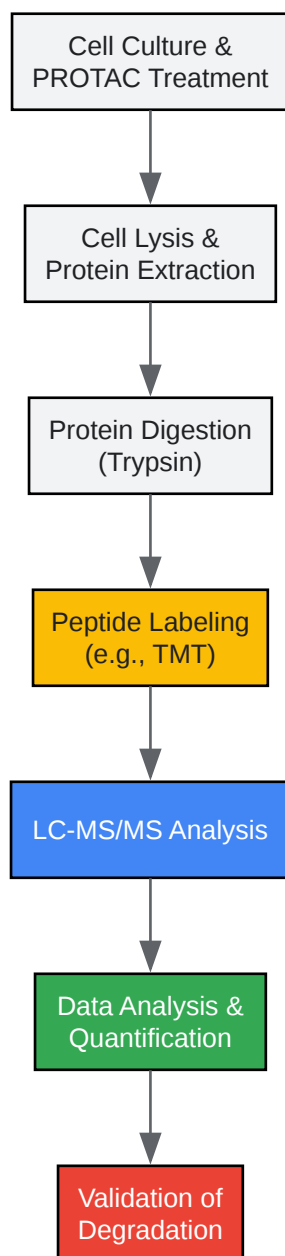 Cell Culture &
PROTAC Treatment
Cell Lysis &
Protein Extraction
Protein Digestion
(Trypsin)
Peptide Labeling
(e.g., TMT)
LC-MS/MS Analysis
Data Analysis &
Quantification
Validation of
Degradation